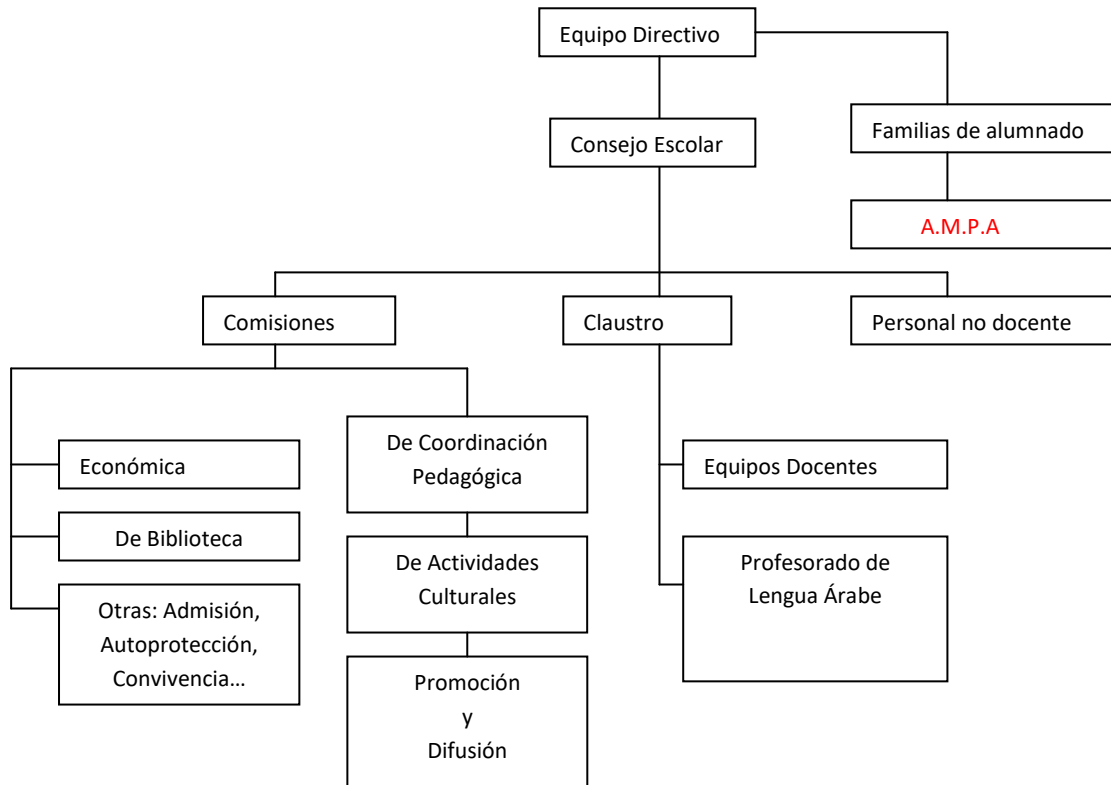 Equipo Directivo
Consejo Escolar
Familias de alumnado
A.M.P.A
Comisiones
Claustro
Personal no docente
Económica
De Biblioteca
Otras: Admisión,
Autoprotección,
Convivencia...
De Coordinación
Pedagógica
De Actividades
Culturales
Promoción
y
Difusión
Equipos Docentes
Profesorado de
Lengua Árabe